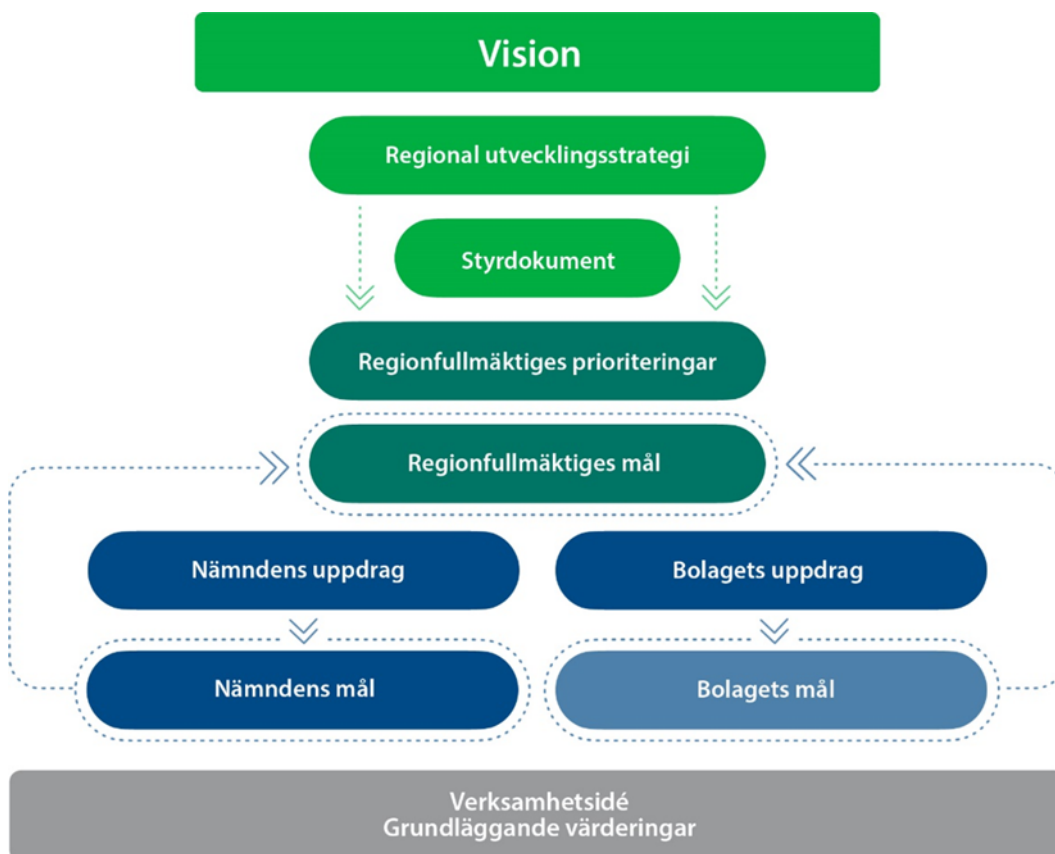 Vision
Regional utvecklingsstrategi
Styrdokument
Regionfullmäktiges prioriteringar
Regionfullmäktiges mål
Nämndens uppdrag
Bolagets uppdrag
Nämndens mål
Bolagets mål
Verksamhetsidé
Grundläggande värderingar